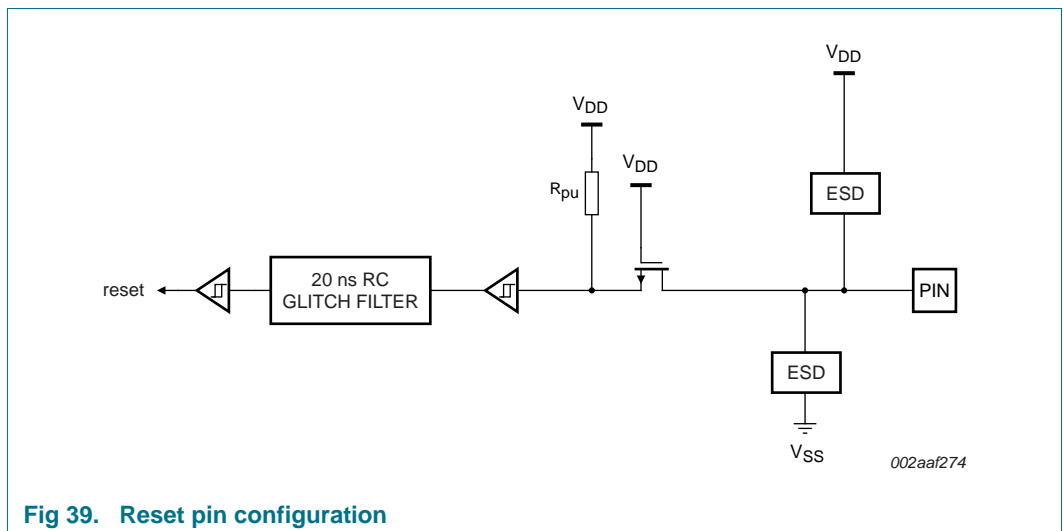 VDD
VDD
VDD
Rpu
ESD
reset
20 ns RC
GLITCH FILTER
PIN
ESD
VSS
002aaf274
Fig 39. Reset pin configuration